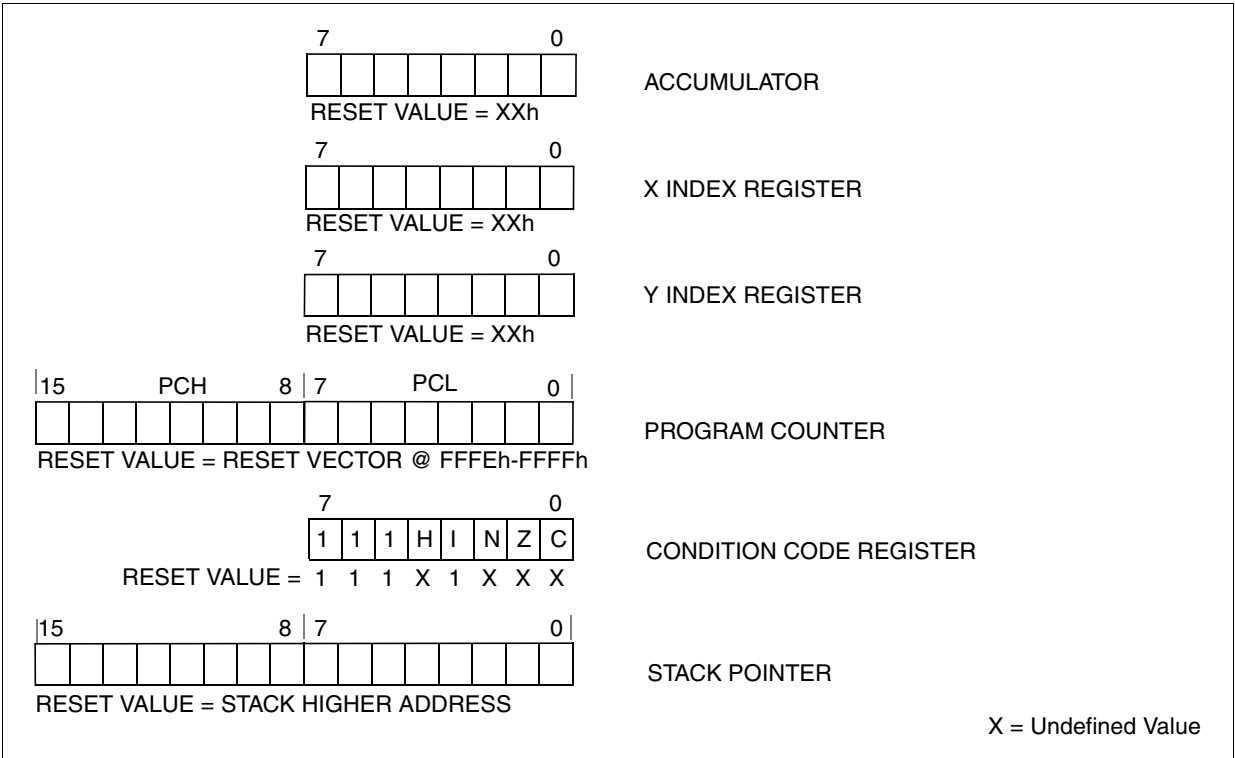 7 0
ACCUMULATOR
RESET VALUE = XXh
7 0
X INDEX REGISTER
RESET VALUE = XXh
7 0
Y INDEX REGISTER
RESET VALUE = XXh
15 PCH 8 7 PCL 0
PROGRAM COUNTER
RESET VALUE = RESET VECTOR @ FFFEh-FFFFh
7 0
1 1 1 H I N Z C
CONDITION CODE REGISTER
RESET VALUE = 1 1 1 X 1 X X X
15 8 7 0
STACK POINTER
RESET VALUE = STACK HIGHER ADDRESS
X = Undefined Value